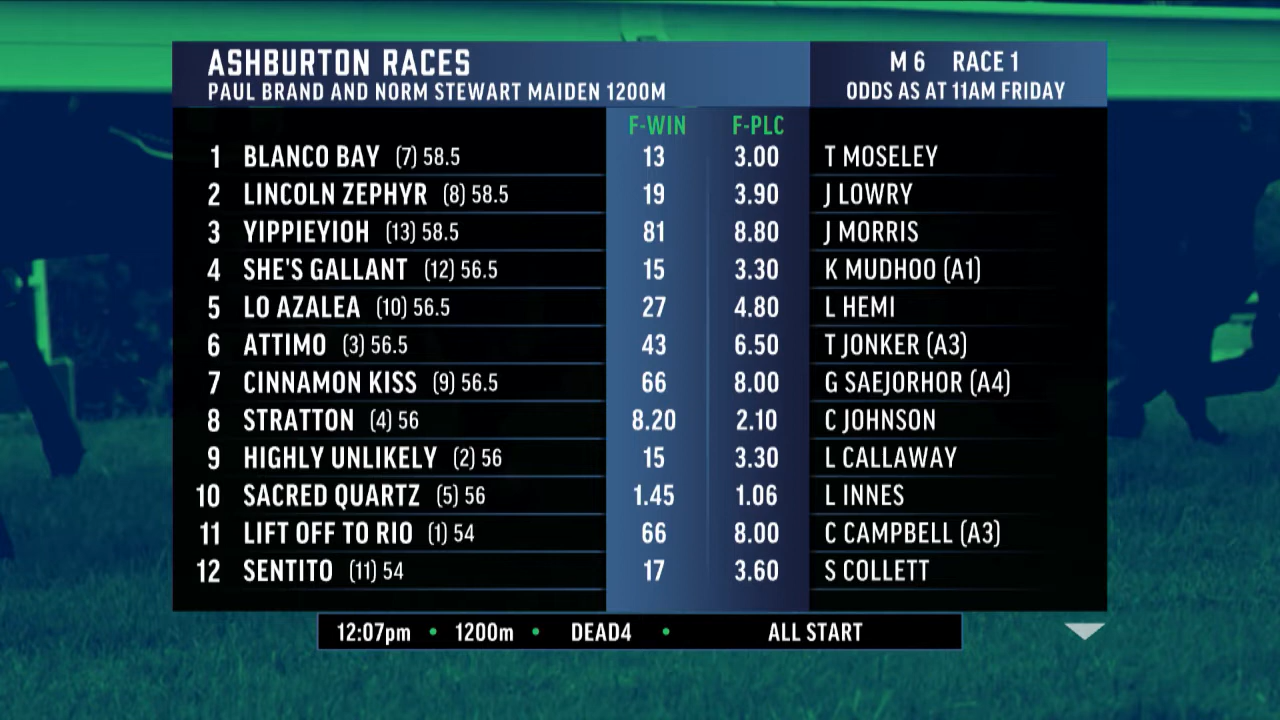 ASHBURTON RACES
PAUL BRAND AND NORM STEWART MAIDEN 1200M
M 6 RACE 1
ODDS AS AT 11AM FRIDAY
F-WIN F-PLC
1 BLANCO BAY (7) 58.5 13 3.00 T MOSELEY
2 LINCOLN ZEPHYR (8) 58.5 19 3.90 J LOWRY
3 YIPPIEYIOH (13) 58.5 81 8.80 J MORRIS
4 SHE'S GALLANT (12) 56.5 15 3.30 K MUDHOO (A1)
5 LO AZALEA (10) 56.5 27 4.80 L HEMI
6 ATTIMO (3) 56.5 43 6.50 T JONKER (A3)
7 CINNAMON KISS (9) 56.5 66 8.00 G SAEJORHOR (A4)
8 STRATTON (4) 56 8.20 2.10 C JOHNSON
9 HIGHLY UNLIKELY (2) 56 15 3.30 L CALLAWAY
10 SACRED QUARTZ (5) 56 1.45 1.06 L INNES
11 LIFT OFF TO RIO (1) 54 66 8.00 C CAMPBELL (A3)
12 SENTITO (11) 54 17 3.60 S COLLETT
12:07pm • 1200m • DEAD4 • ALL START